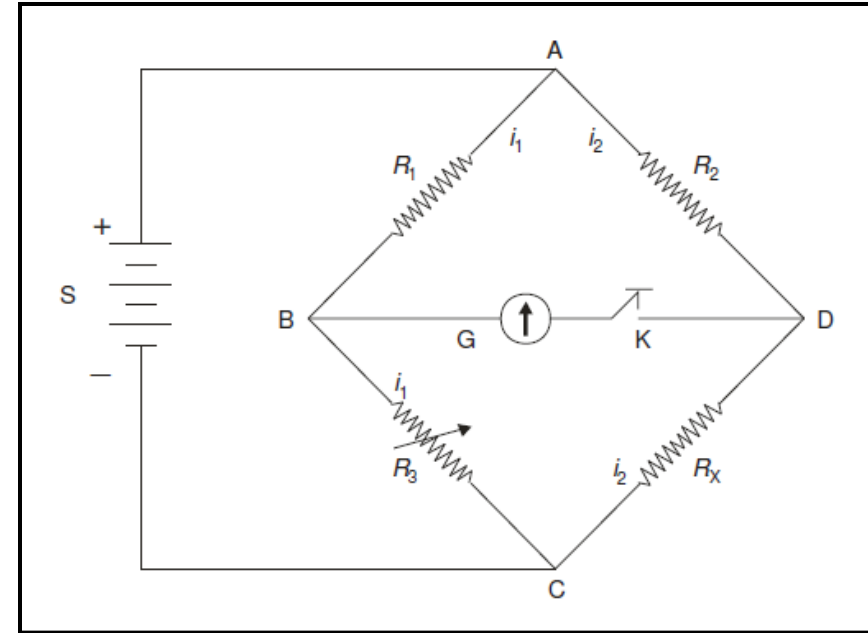 A
i1 i2
R1 R2
+
S
B G K D
–
i1
R3 i2 RX
C